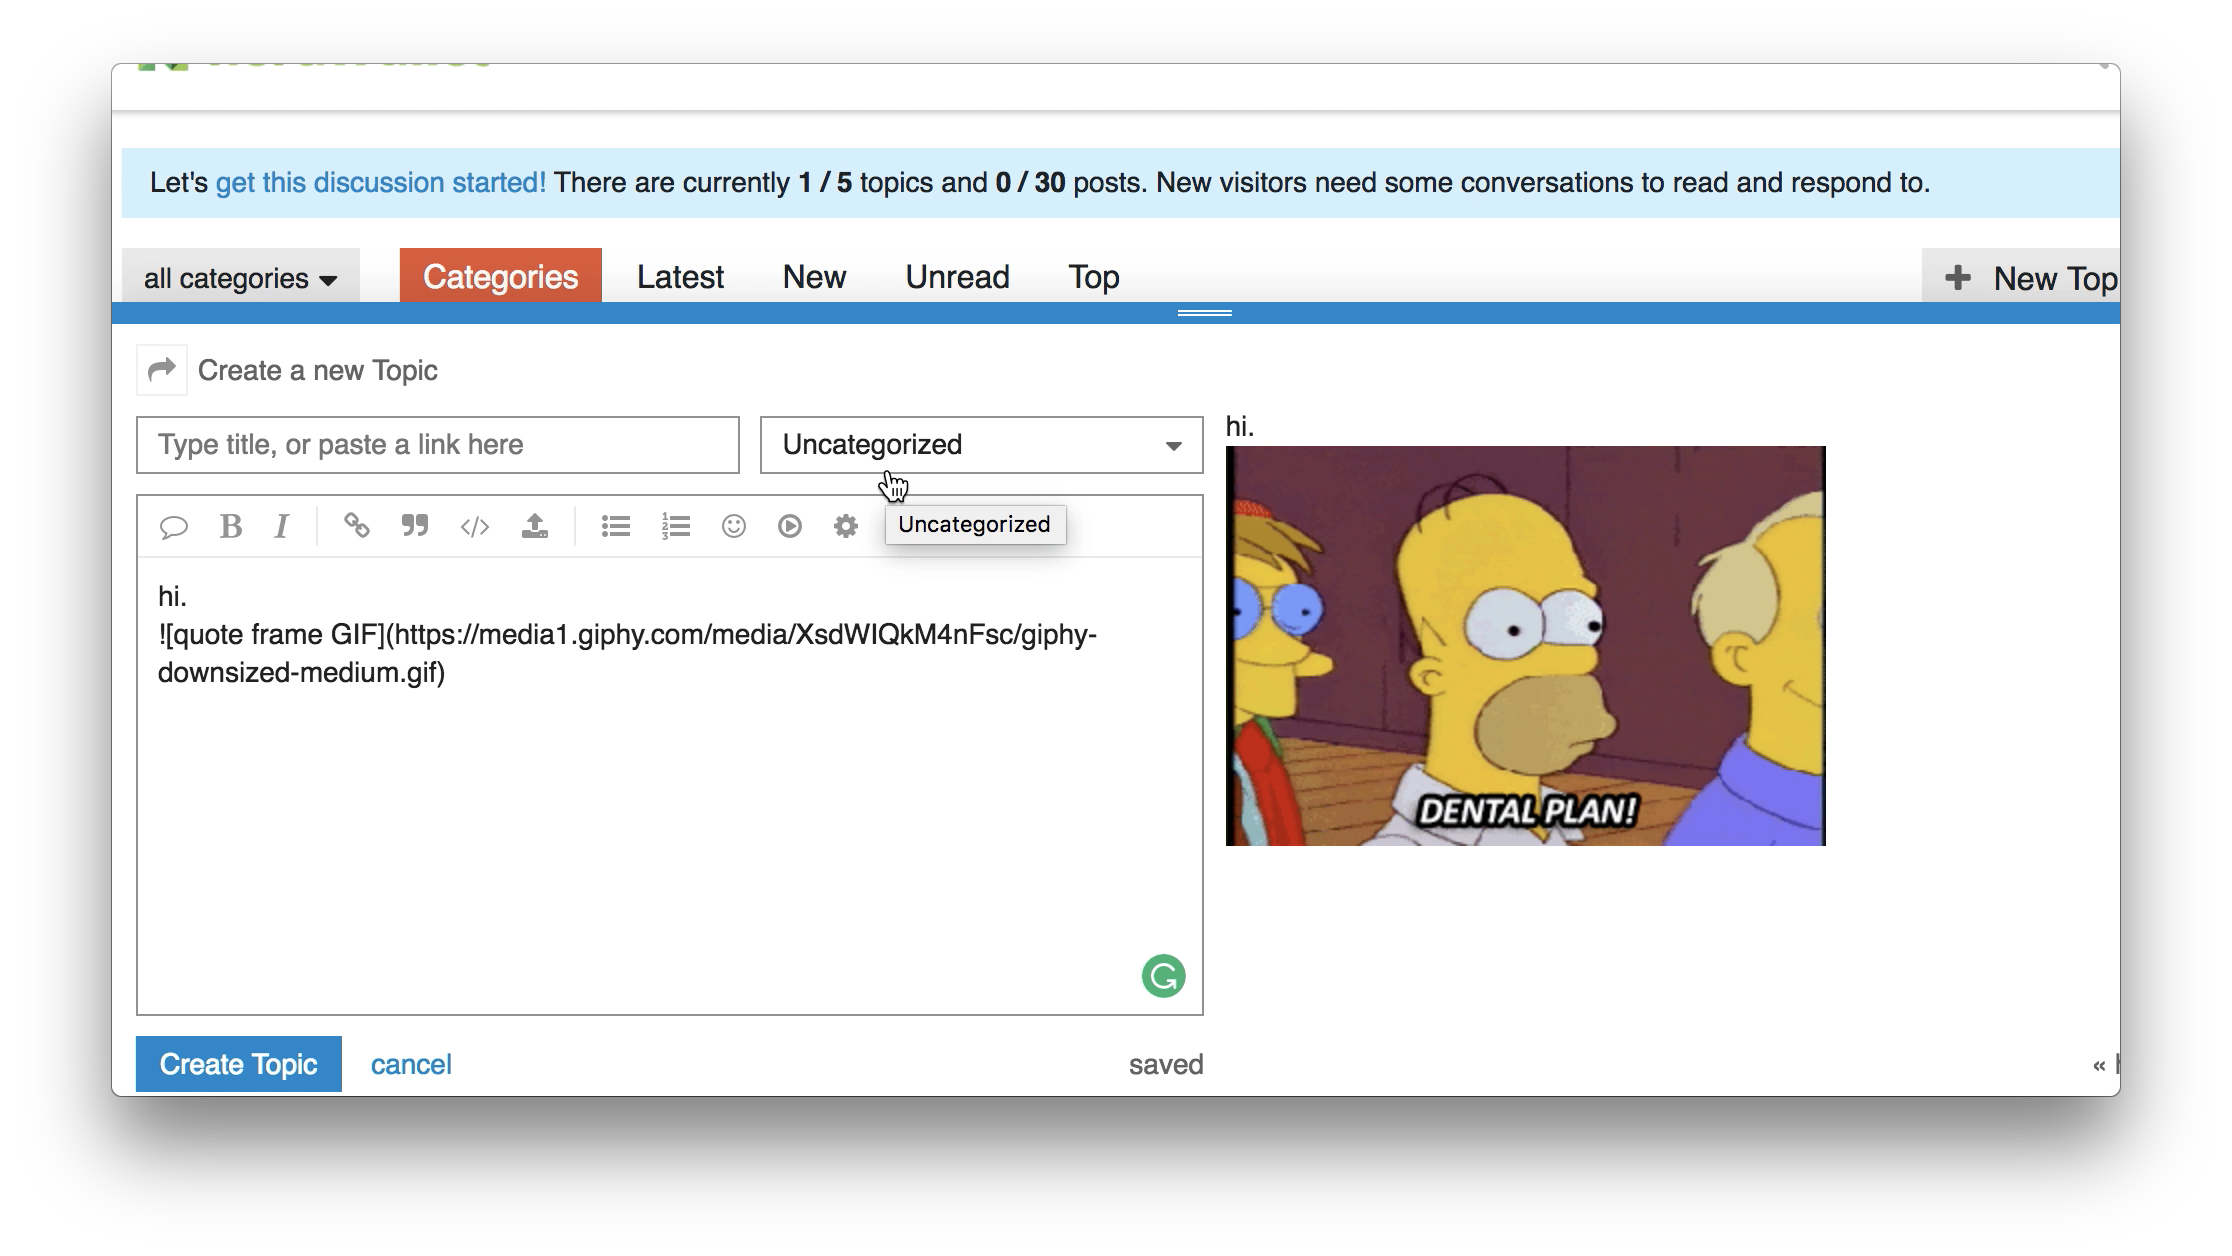 Let's get this discussion started! There are currently 1 / 5 topics and 0 / 30 posts. New visitors need some conversations to read and respond to.
all categories
Categories
Latest
New
Unread
Top
New Top
Create a new Topic
Type title, or paste a link here
Uncategorized
Uncategorized
hi.
![quote frame GIF](https://media1.giphy.com/media/XsdWIQkM4nFsc/giphy-
downsized-medium.gif)
hi.
DENTAL PLAN!
Create Topic
cancel
saved
«